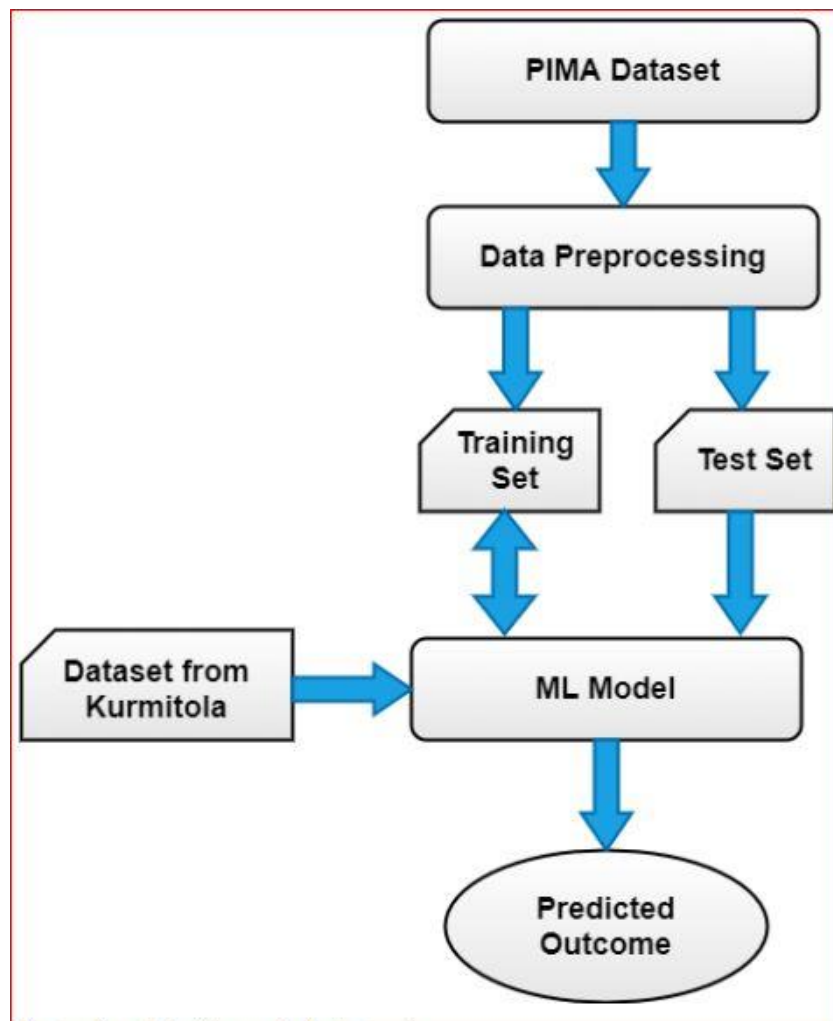 PIMA Dataset
Data Preprocessing
Training
Set
Test Set
Dataset from
Kurmitola
ML Model
Predicted
Outcome